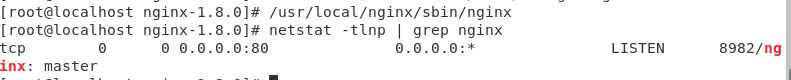 [root@localhost nginx-1.8.0]# /usr/local/nginx/sbin/nginx
[root@localhost nginx-1.8.0]# netstat -tlnp | grep nginx
tcp        0      0 0.0.0.0:80              0.0.0.0:*               LISTEN      8982/ng
inx: master